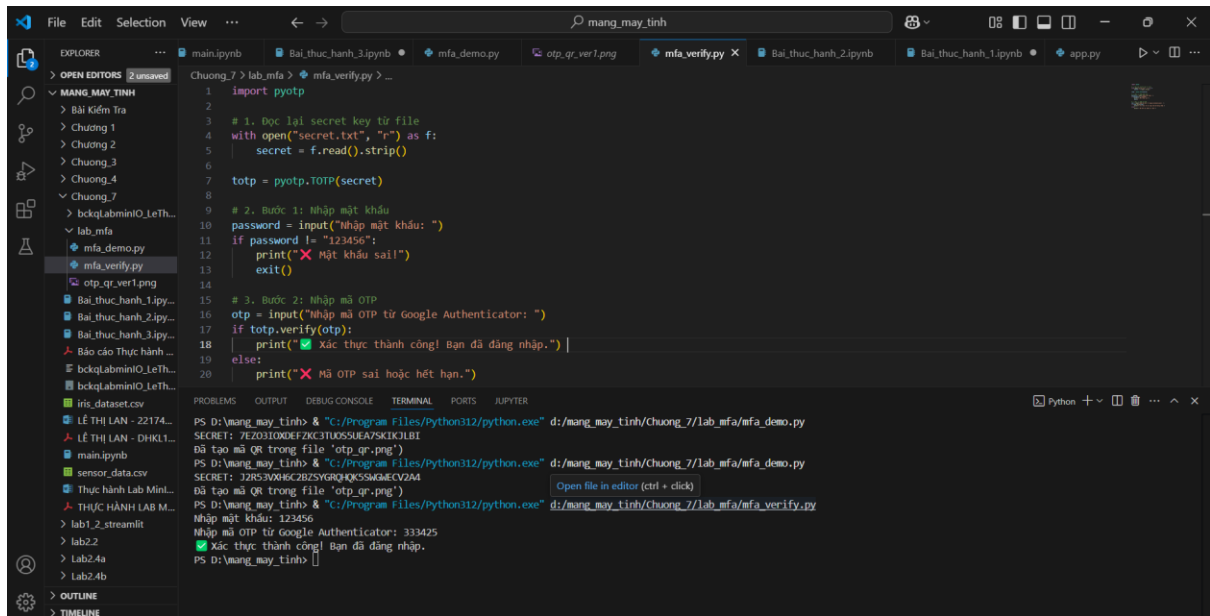 File Edit Selection View ··· ← → mang_may_tinh
EXPLORER ···
main.ipynb Bai_thuc_hanh_3.ipynb ● mfa_demo.py otp_qr_ver1.png mfa_verify.py × Bai_thuc_hanh_2.ipynb Bai_thuc_hanh_1.ipynb ● app.py
> OPEN EDITORS 2 unsaved
MANG_MAY_TINH
> Bài Kiểm Tra
> Chương 1
> Chương 2
> Chuong_3
> Chuong_4
Chuong_7
> bckqLabminIO_LeTh...
lab_mfa
mfa_demo.py
mfa_verify.py
otp_qr_ver1.png
Bai_thuc_hanh_1.ipy...
Bai_thuc_hanh_2.ipy...
Bai_thuc_hanh_3.ipy...
Báo cáo Thực hành ...
bckqLabminIO_LeTh...
bckqLabminIO_LeTh...
iris_dataset.csv
LÊ THỊ LAN - 22174...
LÊ THỊ LAN - DHKL1...
main.ipynb
sensor_data.csv
Thực hành Lab MinI...
THỰC HÀNH LAB M...
> lab1_2_streamlit
> lab2.2
> Lab2.4a
> Lab2.4b
> OUTLINE
> TIMELINE
Chuong_7 > lab_mfa > mfa_verify.py > ...
1 import pyotp
2
3 # 1. Đọc lại secret key từ file
4 with open("secret.txt", "r") as f:
5 secret = f.read().strip()
6
7 totp = pyotp.TOTP(secret)
8
9 # 2. Bước 1: Nhập mật khẩu
10 password = input("Nhập mật khẩu: ")
11 if password != "123456":
12 print("❌ Mật khẩu sai!")
13 exit()
14
15 # 3. Bước 2: Nhập mã OTP
16 otp = input("Nhập mã OTP từ Google Authenticator: ")
17 if totp.verify(otp):
18 print("✅ Xác thực thành công! Bạn đã đăng nhập.")
19 else:
20 print("❌ Mã OTP sai hoặc hết hạn.")
PROBLEMS OUTPUT DEBUG CONSOLE TERMINAL PORTS JUPYTER
Python
PS D:\mang_may_tinh> & "C:/Program Files/Python312/python.exe" d:/mang_may_tinh/Chuong_7/lab_mfa/mfa_demo.py
SECRET: 7EZO3IOXDEFZKC3TUOS5UEA7SKIKJLBI
Đã tạo mã QR trong file 'otp_qr.png')
PS D:\mang_may_tinh> & "C:/Program Files/Python312/python.exe" d:/mang_may_tinh/Chuong_7/lab_mfa/mfa_demo.py
SECRET: J2R53VXH6C2BZSYGRQHQK5SWGWECV2A4
Đã tạo mã QR trong file 'otp_qr.png')
Open file in editor (ctrl + click)
PS D:\mang_may_tinh> & "C:/Program Files/Python312/python.exe" d:/mang_may_tinh/Chuong_7/lab_mfa/mfa_verify.py
Nhập mật khẩu: 123456
Nhập mã OTP từ Google Authenticator: 333425
✅ Xác thực thành công! Bạn đã đăng nhập.
PS D:\mang_may_tinh>